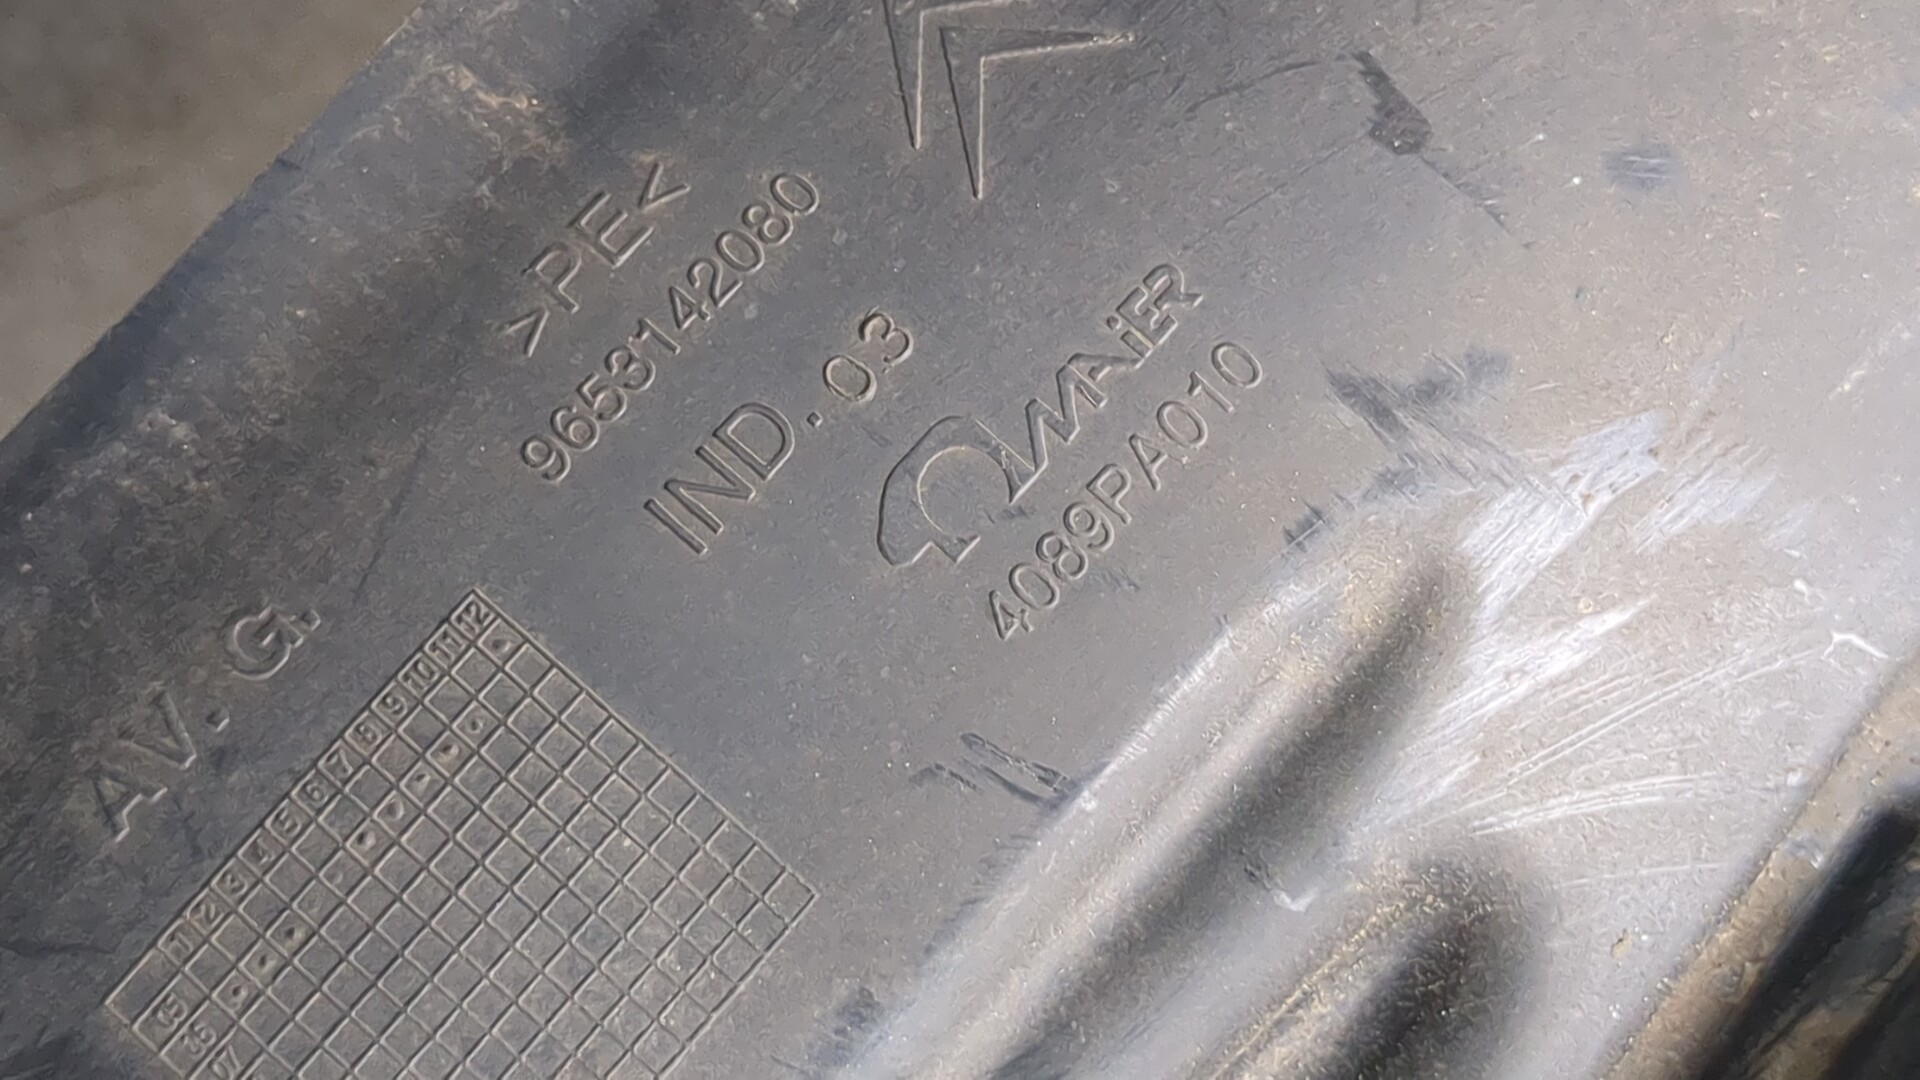 >PE<
9653142080
IND.03
MAiER
4089PA010
AV.G.
1 2 3 4 5 6 7 8 9 10 11 12